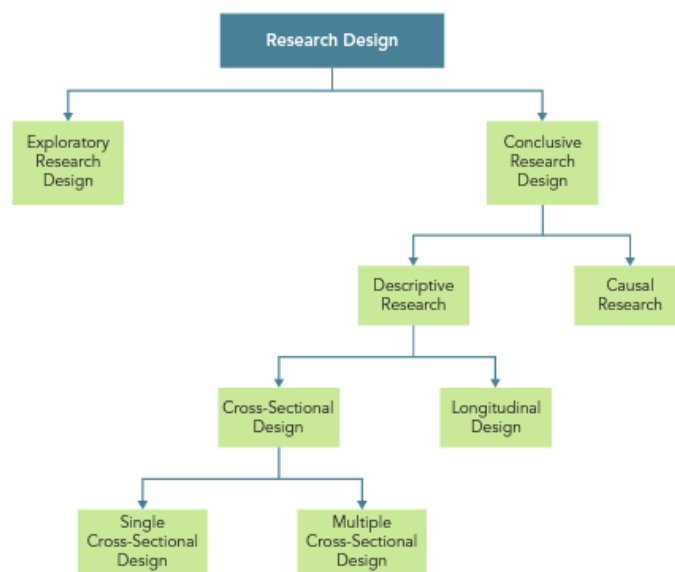 Research Design
Exploratory
Research
Design
Conclusive
Research
Design
Descriptive
Research
Causal
Research
Cross-Sectional
Design
Longitudinal
Design
Single
Cross-Sectional
Design
Multiple
Cross-Sectional
Design